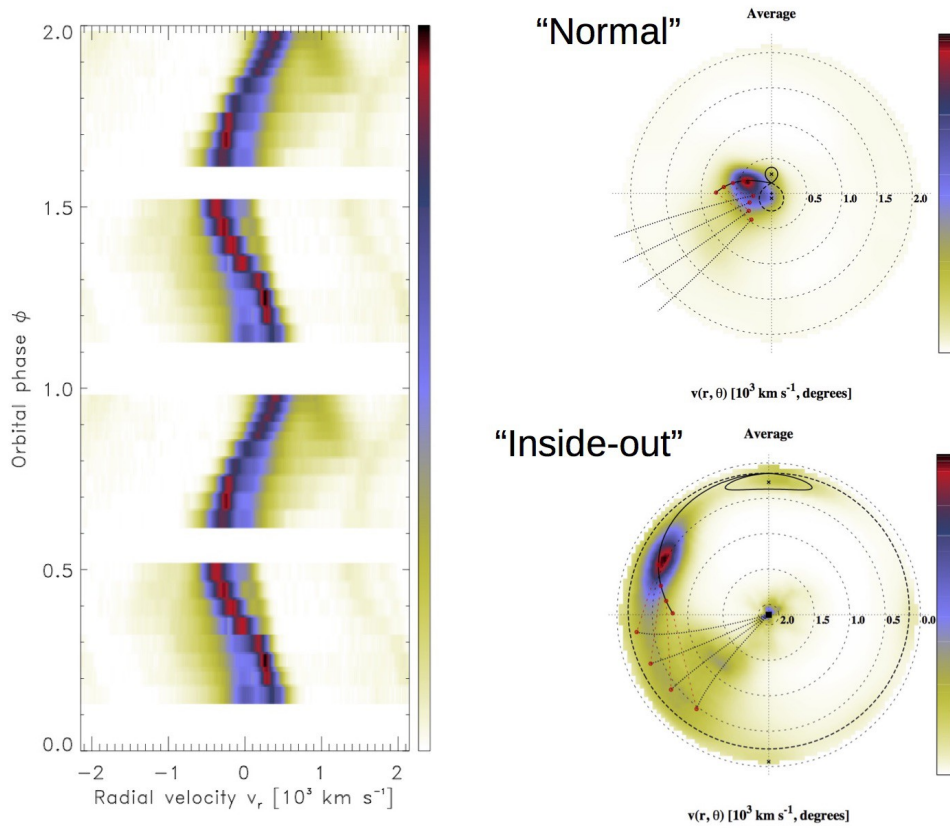 2.0
1.5
1.0
0.5
0.0
Orbital phase ϕ
−2 −1 0 1 2
Radial velocity vᵣ [10³ km s⁻¹]
“Normal”
Average
0.5 1.0 1.5 2.0
v(r, θ) [10³ km s⁻¹, degrees]
“Inside-out”
Average
2.0 1.5 1.0 0.5 0.0
v(r, θ) [10³ km s⁻¹, degrees]